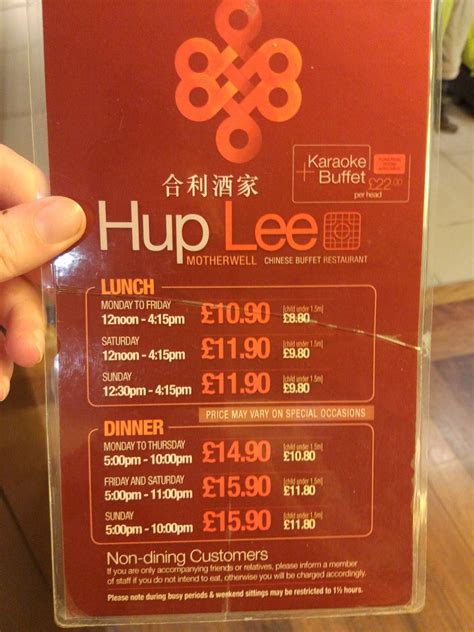 合利酒家
+ Karaoke
Buffet
£22.00
per head
Hup Lee
MOTHERWELL CHINESE BUFFET RESTAURANT
LUNCH
MONDAY TO FRIDAY
12noon - 4:15pm £10.90 [child under 1.5m] £8.80
SATURDAY
12noon - 4:15pm £11.90 [child under 1.5m] £9.80
SUNDAY
12:30pm - 4:15pm £11.90 [child under 1.5m] £9.80
PRICE MAY VARY ON SPECIAL OCCASIONS
DINNER
MONDAY TO THURSDAY
5:00pm - 10:00pm £14.90 [child under 1.5m] £10.80
FRIDAY AND SATURDAY
5:00pm - 11:00pm £15.90 [child under 1.5m] £11.80
SUNDAY
5:00pm - 10:00pm £15.90 [child under 1.5m] £11.80
Non-dining Customers
If you are only accompanying friends or relatives, please inform a member
of staff if you do not intend to eat, otherwise you will be charged accordingly.
Please note during busy periods & weekend sittings may be restricted to 1½ hours.